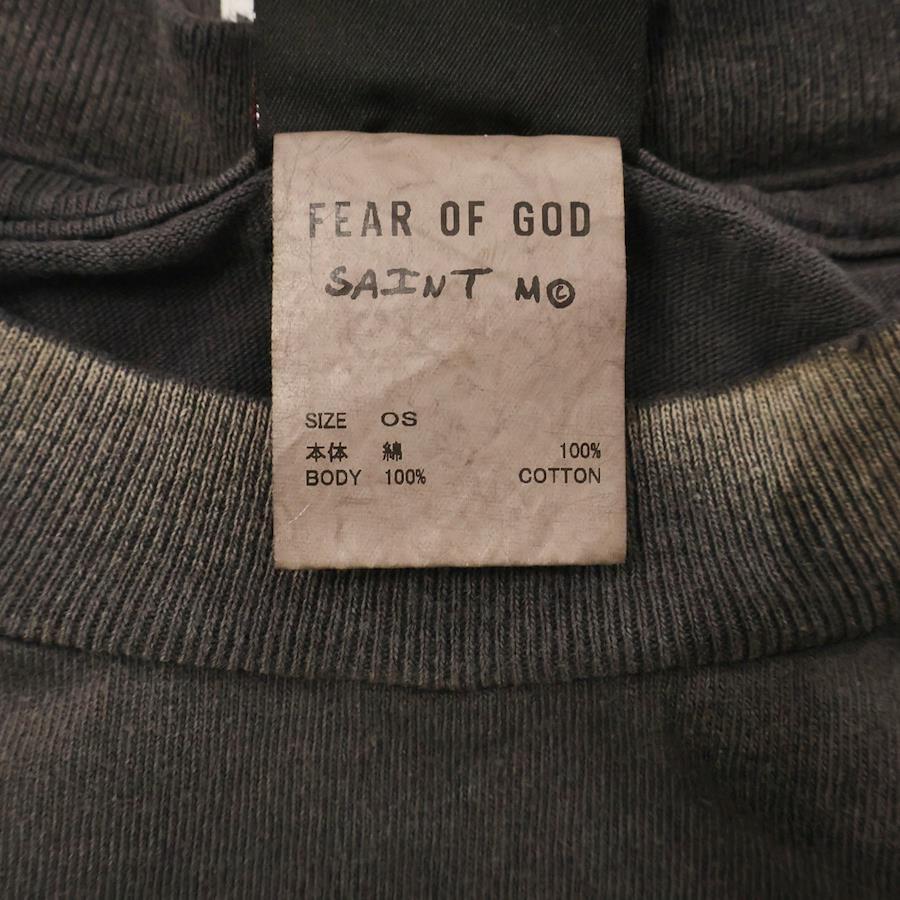 FEAR OF GOD
SAINT M©
SIZE OS
本体 綿 100%
BODY 100% COTTON